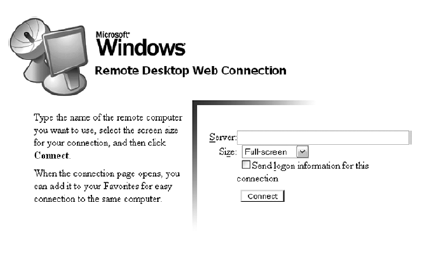 Microsoft
Windows
Remote Desktop Web Connection
Type the name of the remote computer
you want to use, select the screen size
for your connection, and then click
Connect.
When the connection page opens, you
can add it to your Favorites for easy
connection to the same computer.
Server:
Size: Full-screen
Send logon information for this
connection
Connect